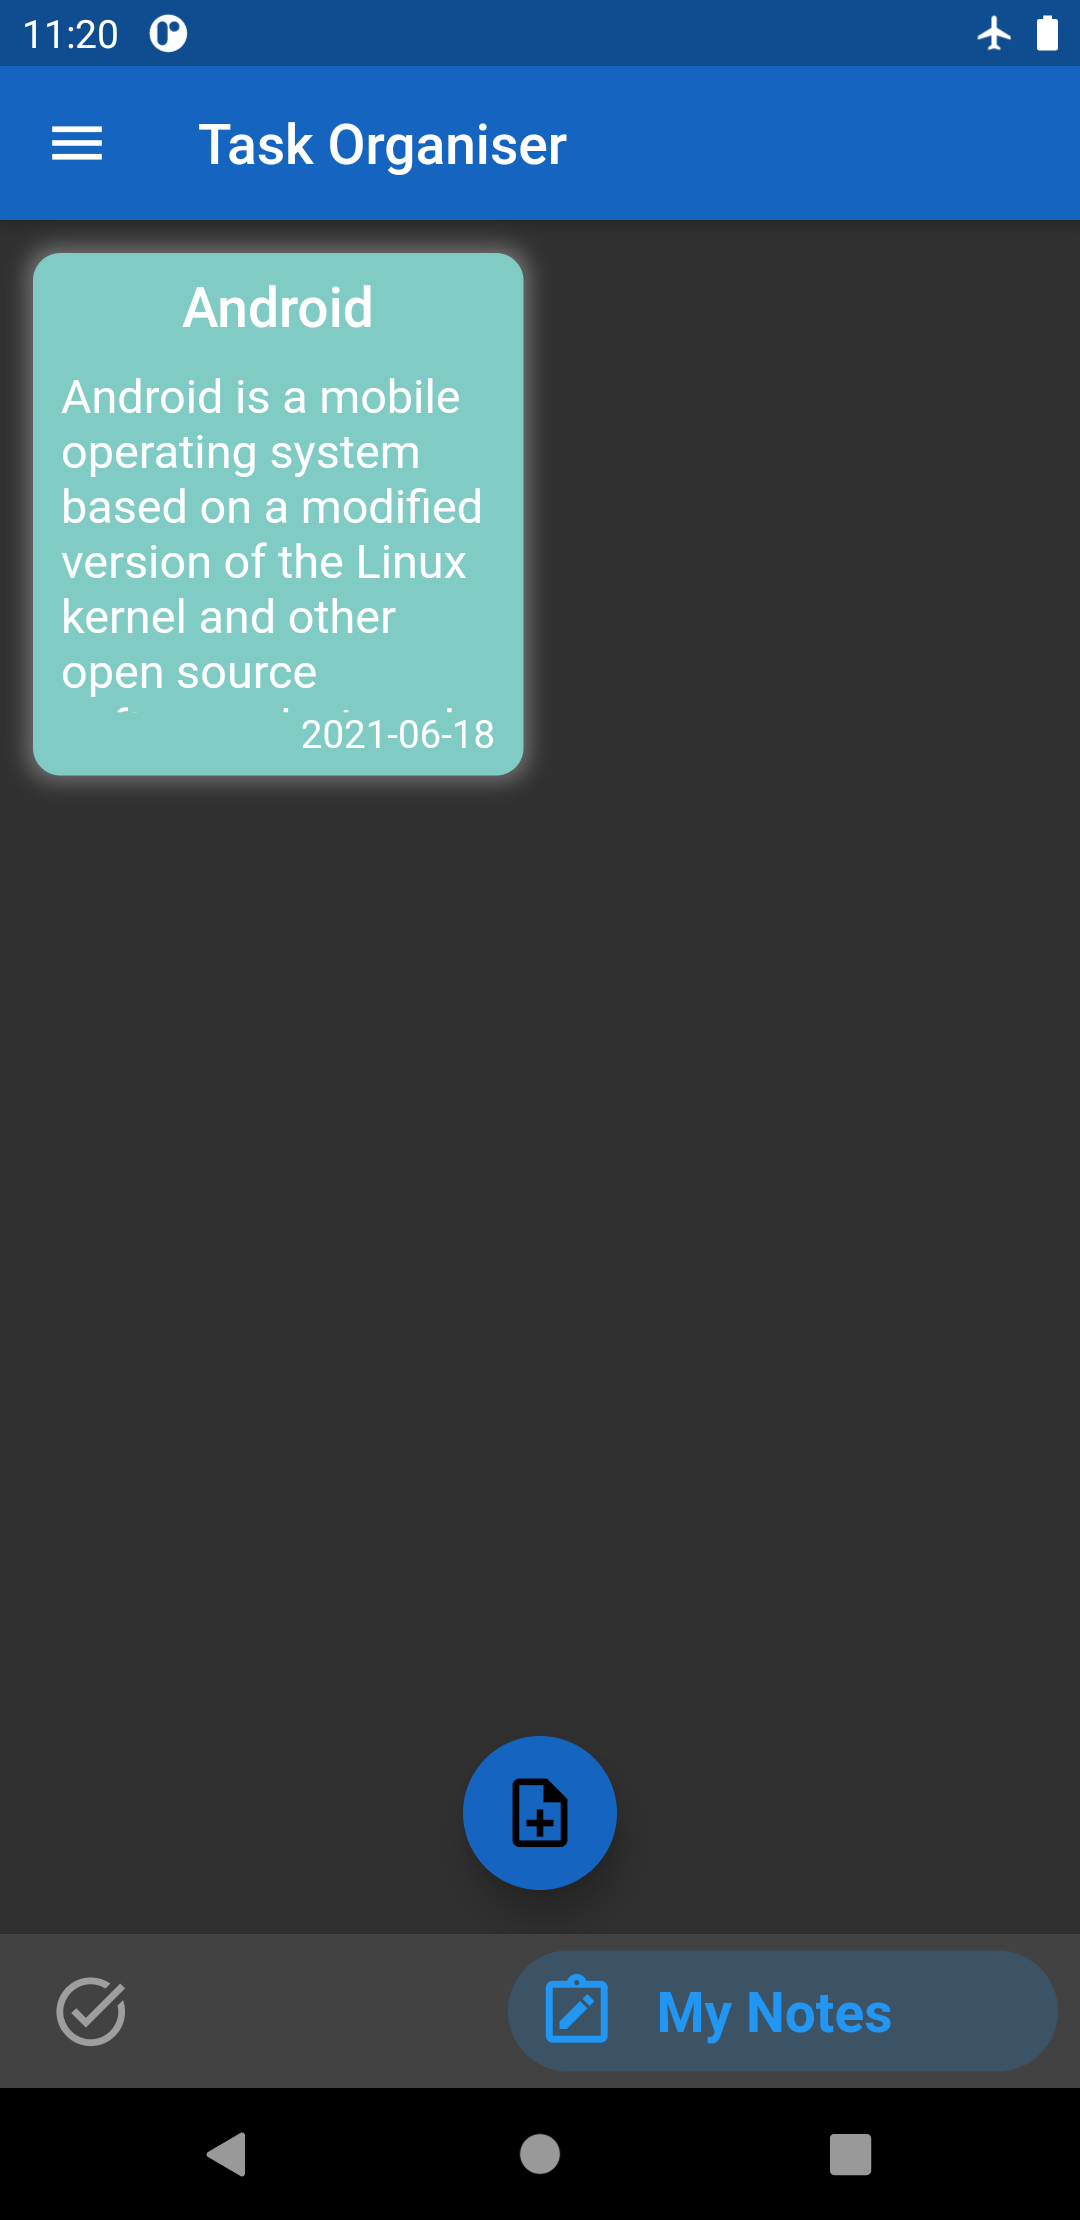 11:20
Task Organiser
Android
Android is a mobile
operating system
based on a modified
version of the Linux
kernel and other
open source
2021-06-18
My Notes